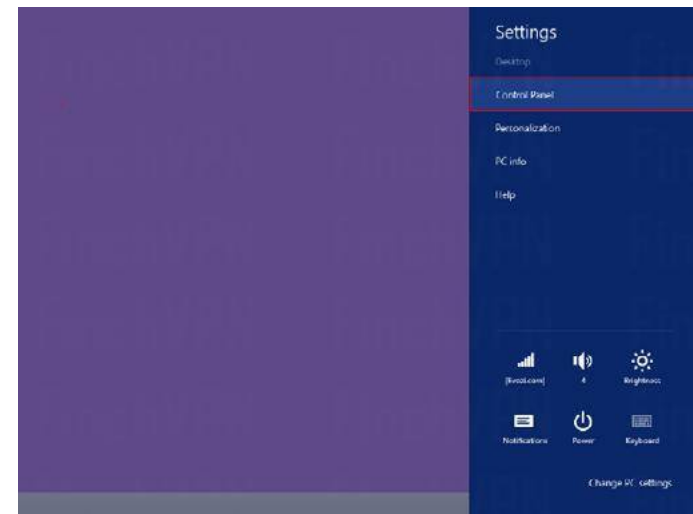 Settings
Desktop
Control Panel
Personalization
PC info
Help
4
Brightness
Notifications
Power
Keyboard
Change PC settings